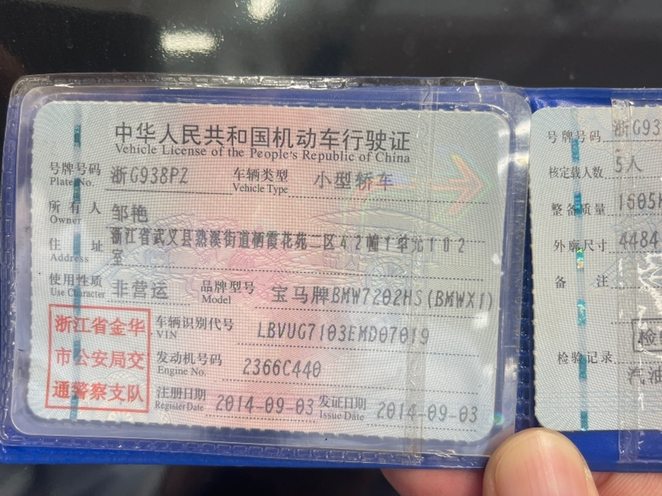 中华人民共和国机动车行驶证
Vehicle License of the People's Republic of China
号牌号码 浙G938PZ 车辆类型 小型轿车
Plate No. Vehicle Type
所有人 邹艳
Owner
住址 浙江省武义县熟溪街道栖霞花苑二区42幢1单元102
Address 室
使用性质 非营运 品牌型号 宝马牌BMW7202HS(BMWX1)
Use Character Model
浙江省金华
市公安局交
通警察支队
车辆识别代号 LBVUG7103EMD07019
VIN
发动机号码 2366C440
Engine No.
注册日期 2014-09-03 发证日期 2014-09-03
Register Date Issue Date
号牌号码 浙G93
核定载人数 5人
整备质量 1605K
外廓尺寸 4484
备注
检验记录
汽油